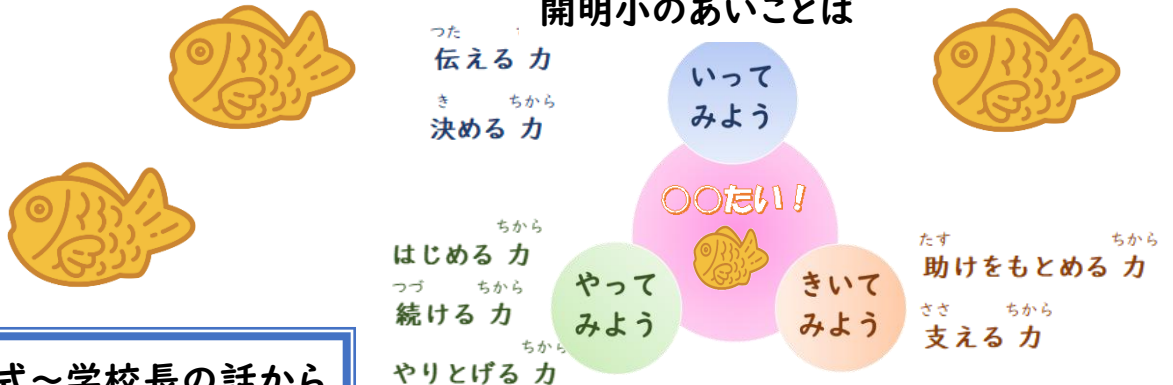 開明小のあいことば
つた
伝える 力
き ちから
決める 力
いって
みよう
○○たい！
ちから
はじめる 力
つづ ちから
続ける 力
ちから
やりとげる 力
やって
みよう
きいて
みよう
たす ちから
助けをもとめる 力
ささ ちから
支える 力
式～学校長の話から